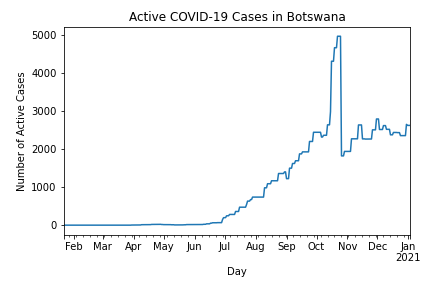 Active COVID-19 Cases in Botswana
Number of Active Cases
5000
4000
3000
2000
1000
0
Feb Mar Apr May Jun Jul Aug Sep Oct Nov Dec Jan
2021
Day